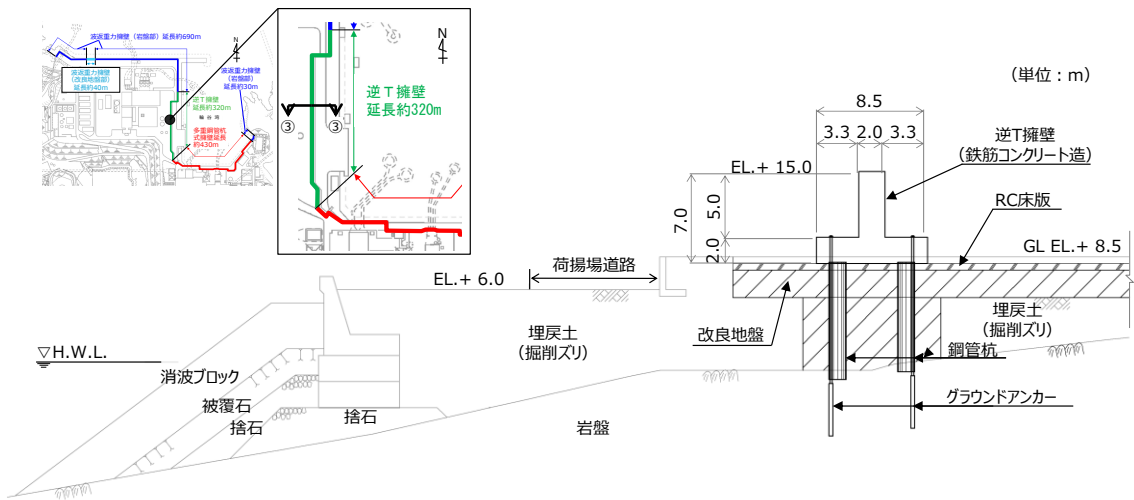 波返重力擁壁（岩盤部）延長約690m
N
波返重力擁壁
（改良地盤部）
延長約40m
波返重力擁壁
（岩盤部）
延長約30m
逆T擁壁
延長約320m
輪谷湾
多重鋼管杭
式擁壁延長
約430m
N
逆T擁壁
延長約320m
③
③
（単位：m）
8.5
3.3
2.0
3.3
逆T擁壁
（鉄筋コンクリート造）
EL.+ 15.0
7.0
5.0
2.0
RC床版
GL EL.+ 8.5
EL.+ 6.0
荷揚場道路
埋戻土
（掘削ズリ）
改良地盤
埋戻土
（掘削ズリ）
鋼管杭
グラウンドアンカー
▽H.W.L.
消波ブロック
被覆石
捨石
捨石
岩盤